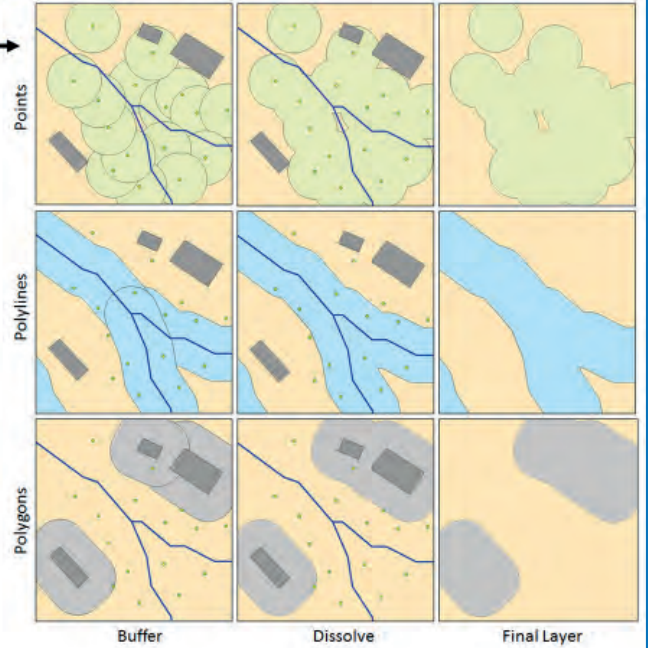 Points
Polylines
Polygons
Buffer
Dissolve
Final Layer